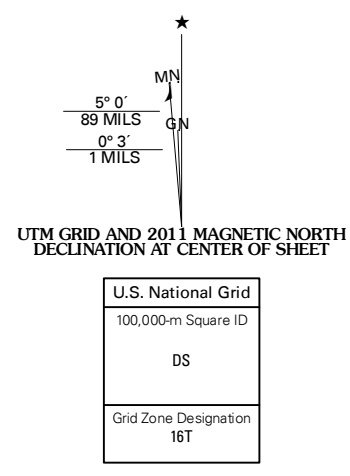 ★
MN
5° 0´
89 MILS
GN
0° 3´
1 MILS
UTM GRID AND 2011 MAGNETIC NORTH
DECLINATION AT CENTER OF SHEET
U.S. National Grid
100,000-m Square ID
DS
Grid Zone Designation
16T